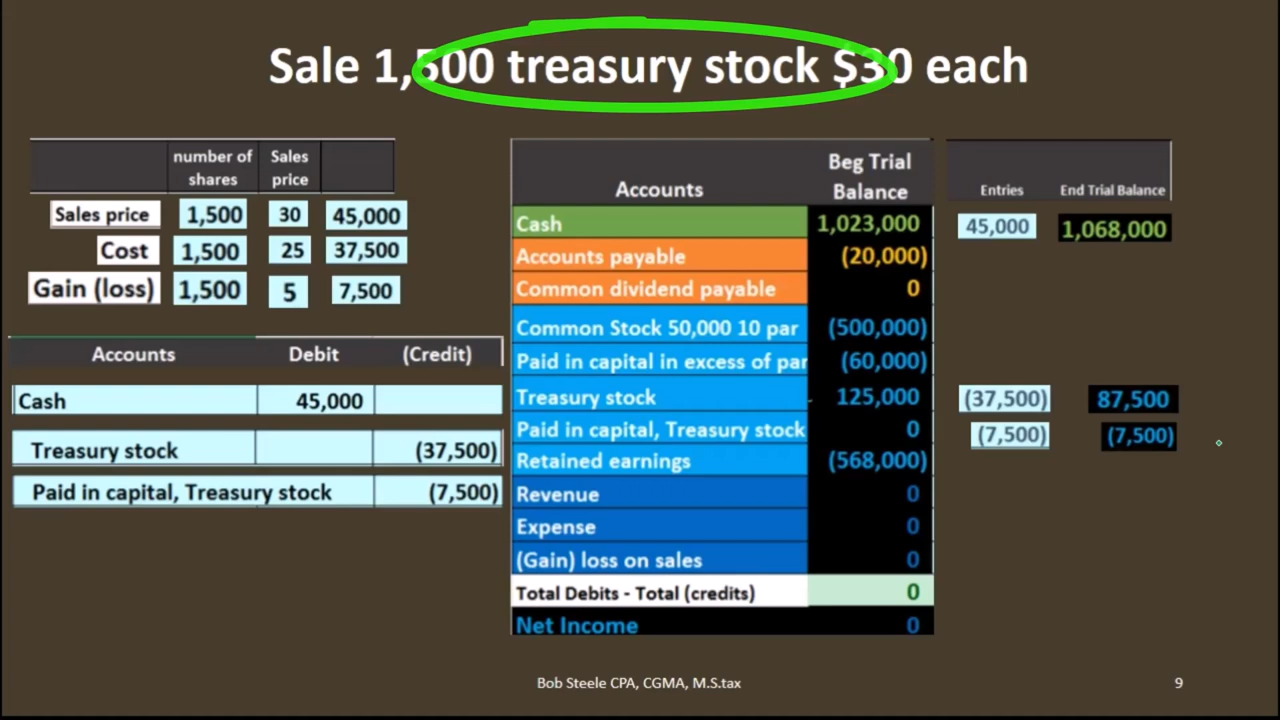 Sale 1,500 treasury stock $30 each
number of shares Sales price
Sales price 1,500 30 45,000
Cost 1,500 25 37,500
Gain (loss) 1,500 5 7,500
Accounts Debit (Credit)
Cash 45,000
Treasury stock (37,500)
Paid in capital, Treasury stock (7,500)
Accounts Beg Trial Balance Entries End Trial Balance
Cash 1,023,000 45,000 1,068,000
Accounts payable (20,000)
Common dividend payable 0
Common Stock 50,000 10 par (500,000)
Paid in capital in excess of par (60,000)
Treasury stock 125,000 (37,500) 87,500
Paid in capital, Treasury stock 0 (7,500) (7,500)
Retained earnings (568,000)
Revenue 0
Expense 0
(Gain) loss on sales 0
Total Debits - Total (credits) 0
Net Income 0
Bob Steele CPA, CGMA, M.S.tax
9